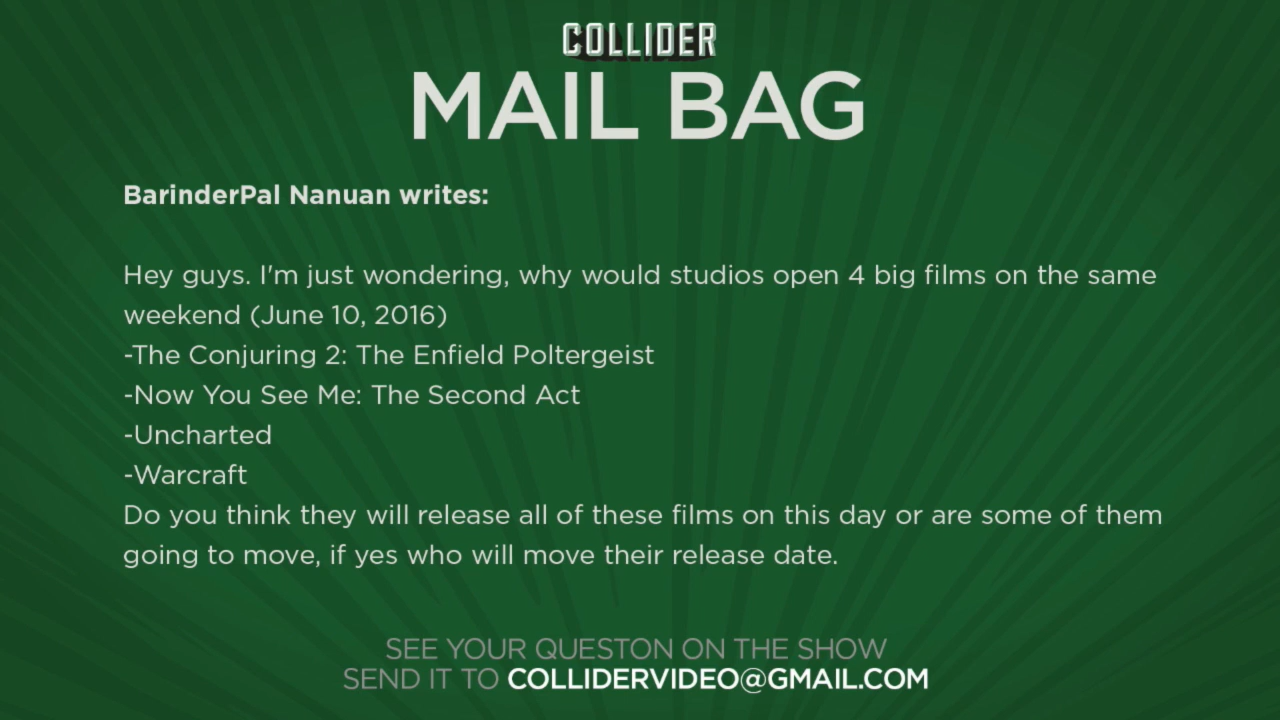 COLLIDER
MAIL BAG
BarinderPal Nanuan writes:
Hey guys. I'm just wondering, why would studios open 4 big films on the same
weekend (June 10, 2016)
-The Conjuring 2: The Enfield Poltergeist
-Now You See Me: The Second Act
-Uncharted
-Warcraft
Do you think they will release all of these films on this day or are some of them
going to move, if yes who will move their release date.
SEE YOUR QUESTON ON THE SHOW
SEND IT TO COLLIDERVIDEO@GMAIL.COM